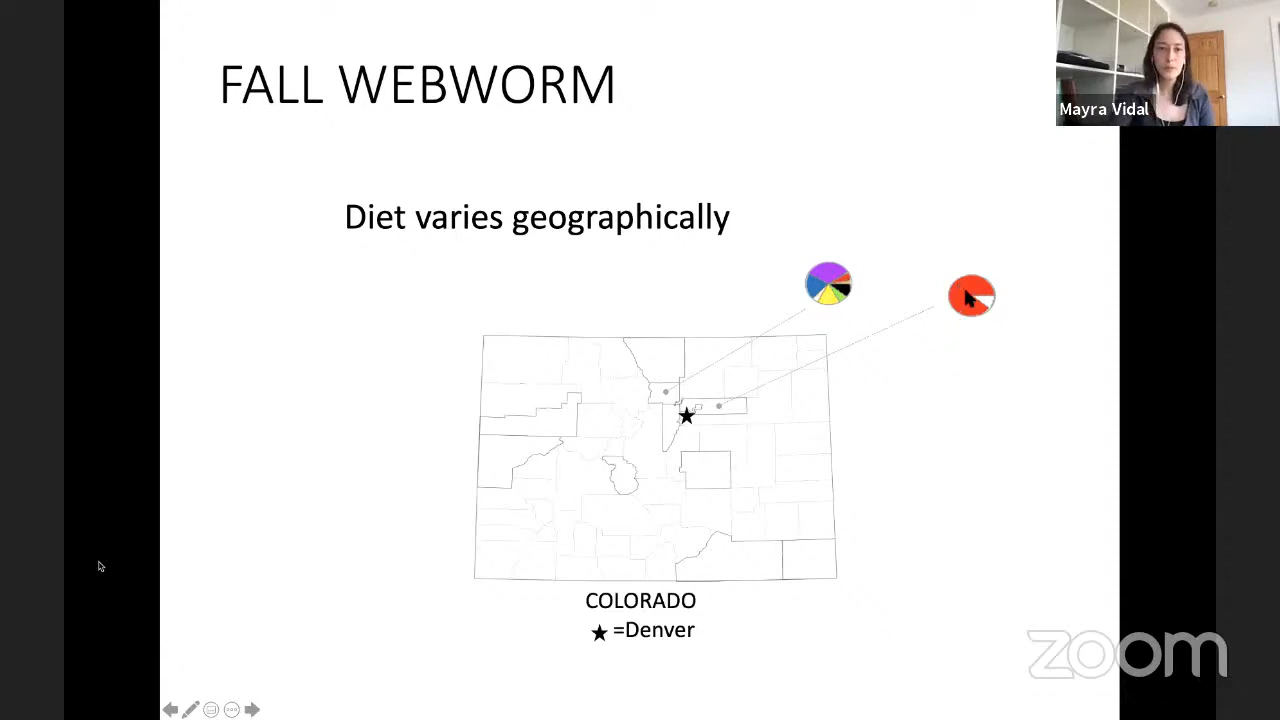 FALL WEBWORM
Mayra Vidal
Diet varies geographically
COLORADO
=Denver
zoom